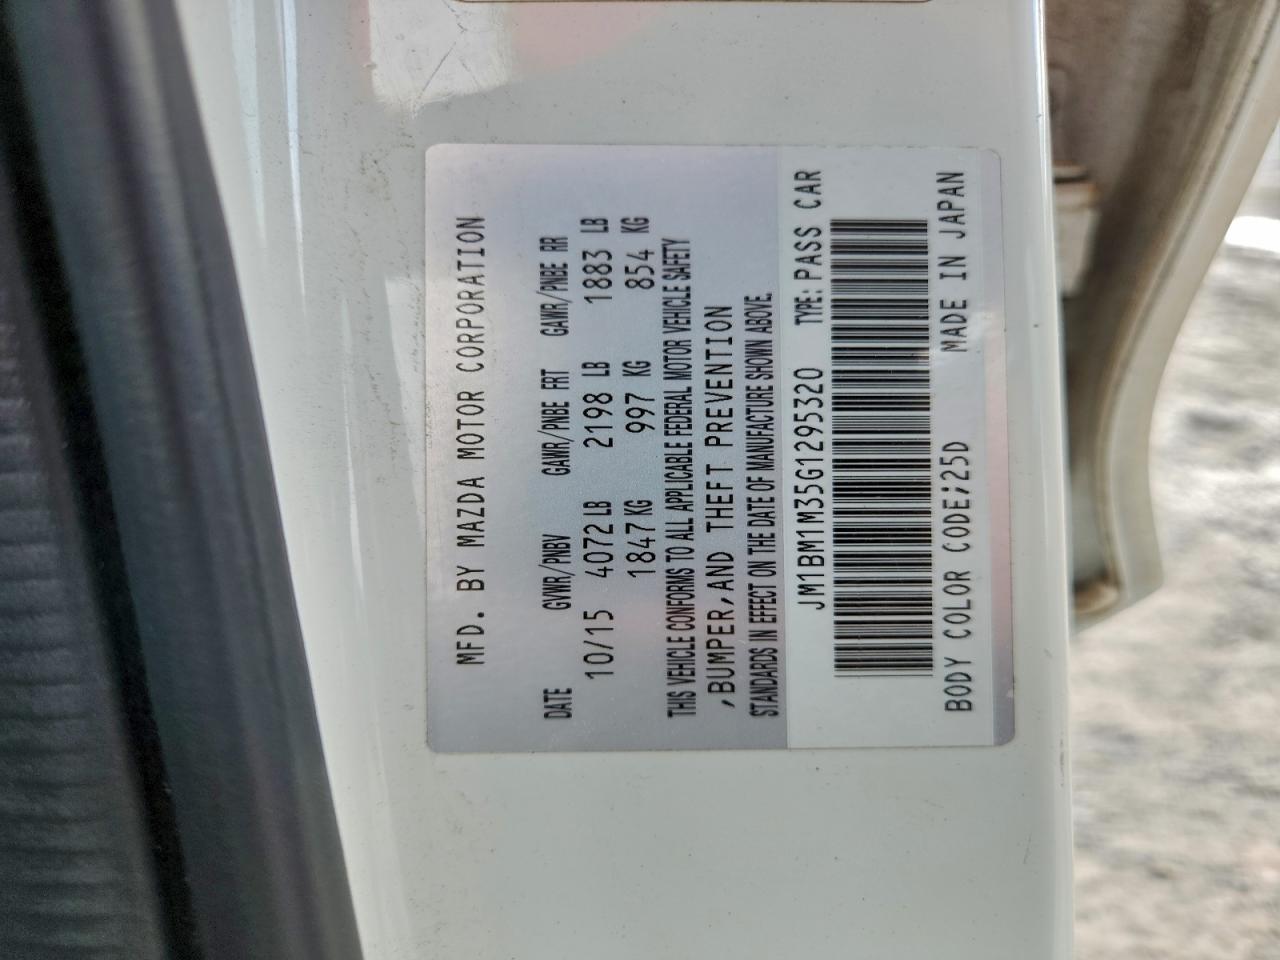 MFD. BY MAZDA MOTOR CORPORATION
DATE GVWR/PNBV GAWR/PNBE FRT GAWR/PNBE RR
10/15 4072 LB 2198 LB 1883 LB
1847 KG 997 KG 854 KG
THIS VEHICLE CONFORMS TO ALL APPLICABLE FEDERAL MOTOR VEHICLE SAFETY
,BUMPER,AND THEFT PREVENTION
STANDARDS IN EFFECT ON THE DATE OF MANUFACTURE SHOWN ABOVE.
JM1BM1M35G1295320 TYPE: PASS CAR
BODY COLOR CODE;25D MADE IN JAPAN